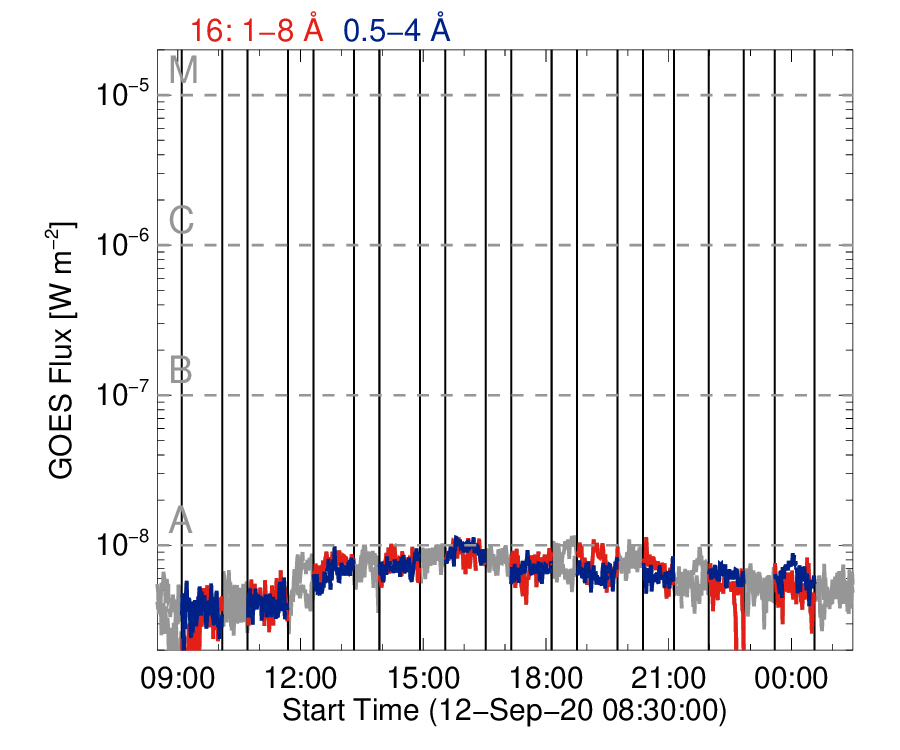 16: 1−8 Å 0.5−4 Å
M
10⁻⁵
C
10⁻⁶
B
10⁻⁷
A
10⁻⁸
GOES Flux [W m⁻²]
09:00 12:00 15:00 18:00 21:00 00:00
Start Time (12−Sep−20 08:30:00)